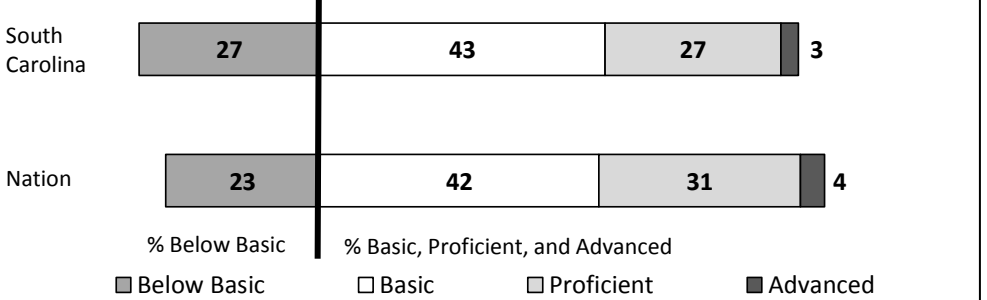 South
Carolina
27 43 27 3
Nation
23 42 31 4
% Below Basic % Basic, Proficient, and Advanced
Below Basic Basic Proficient Advanced